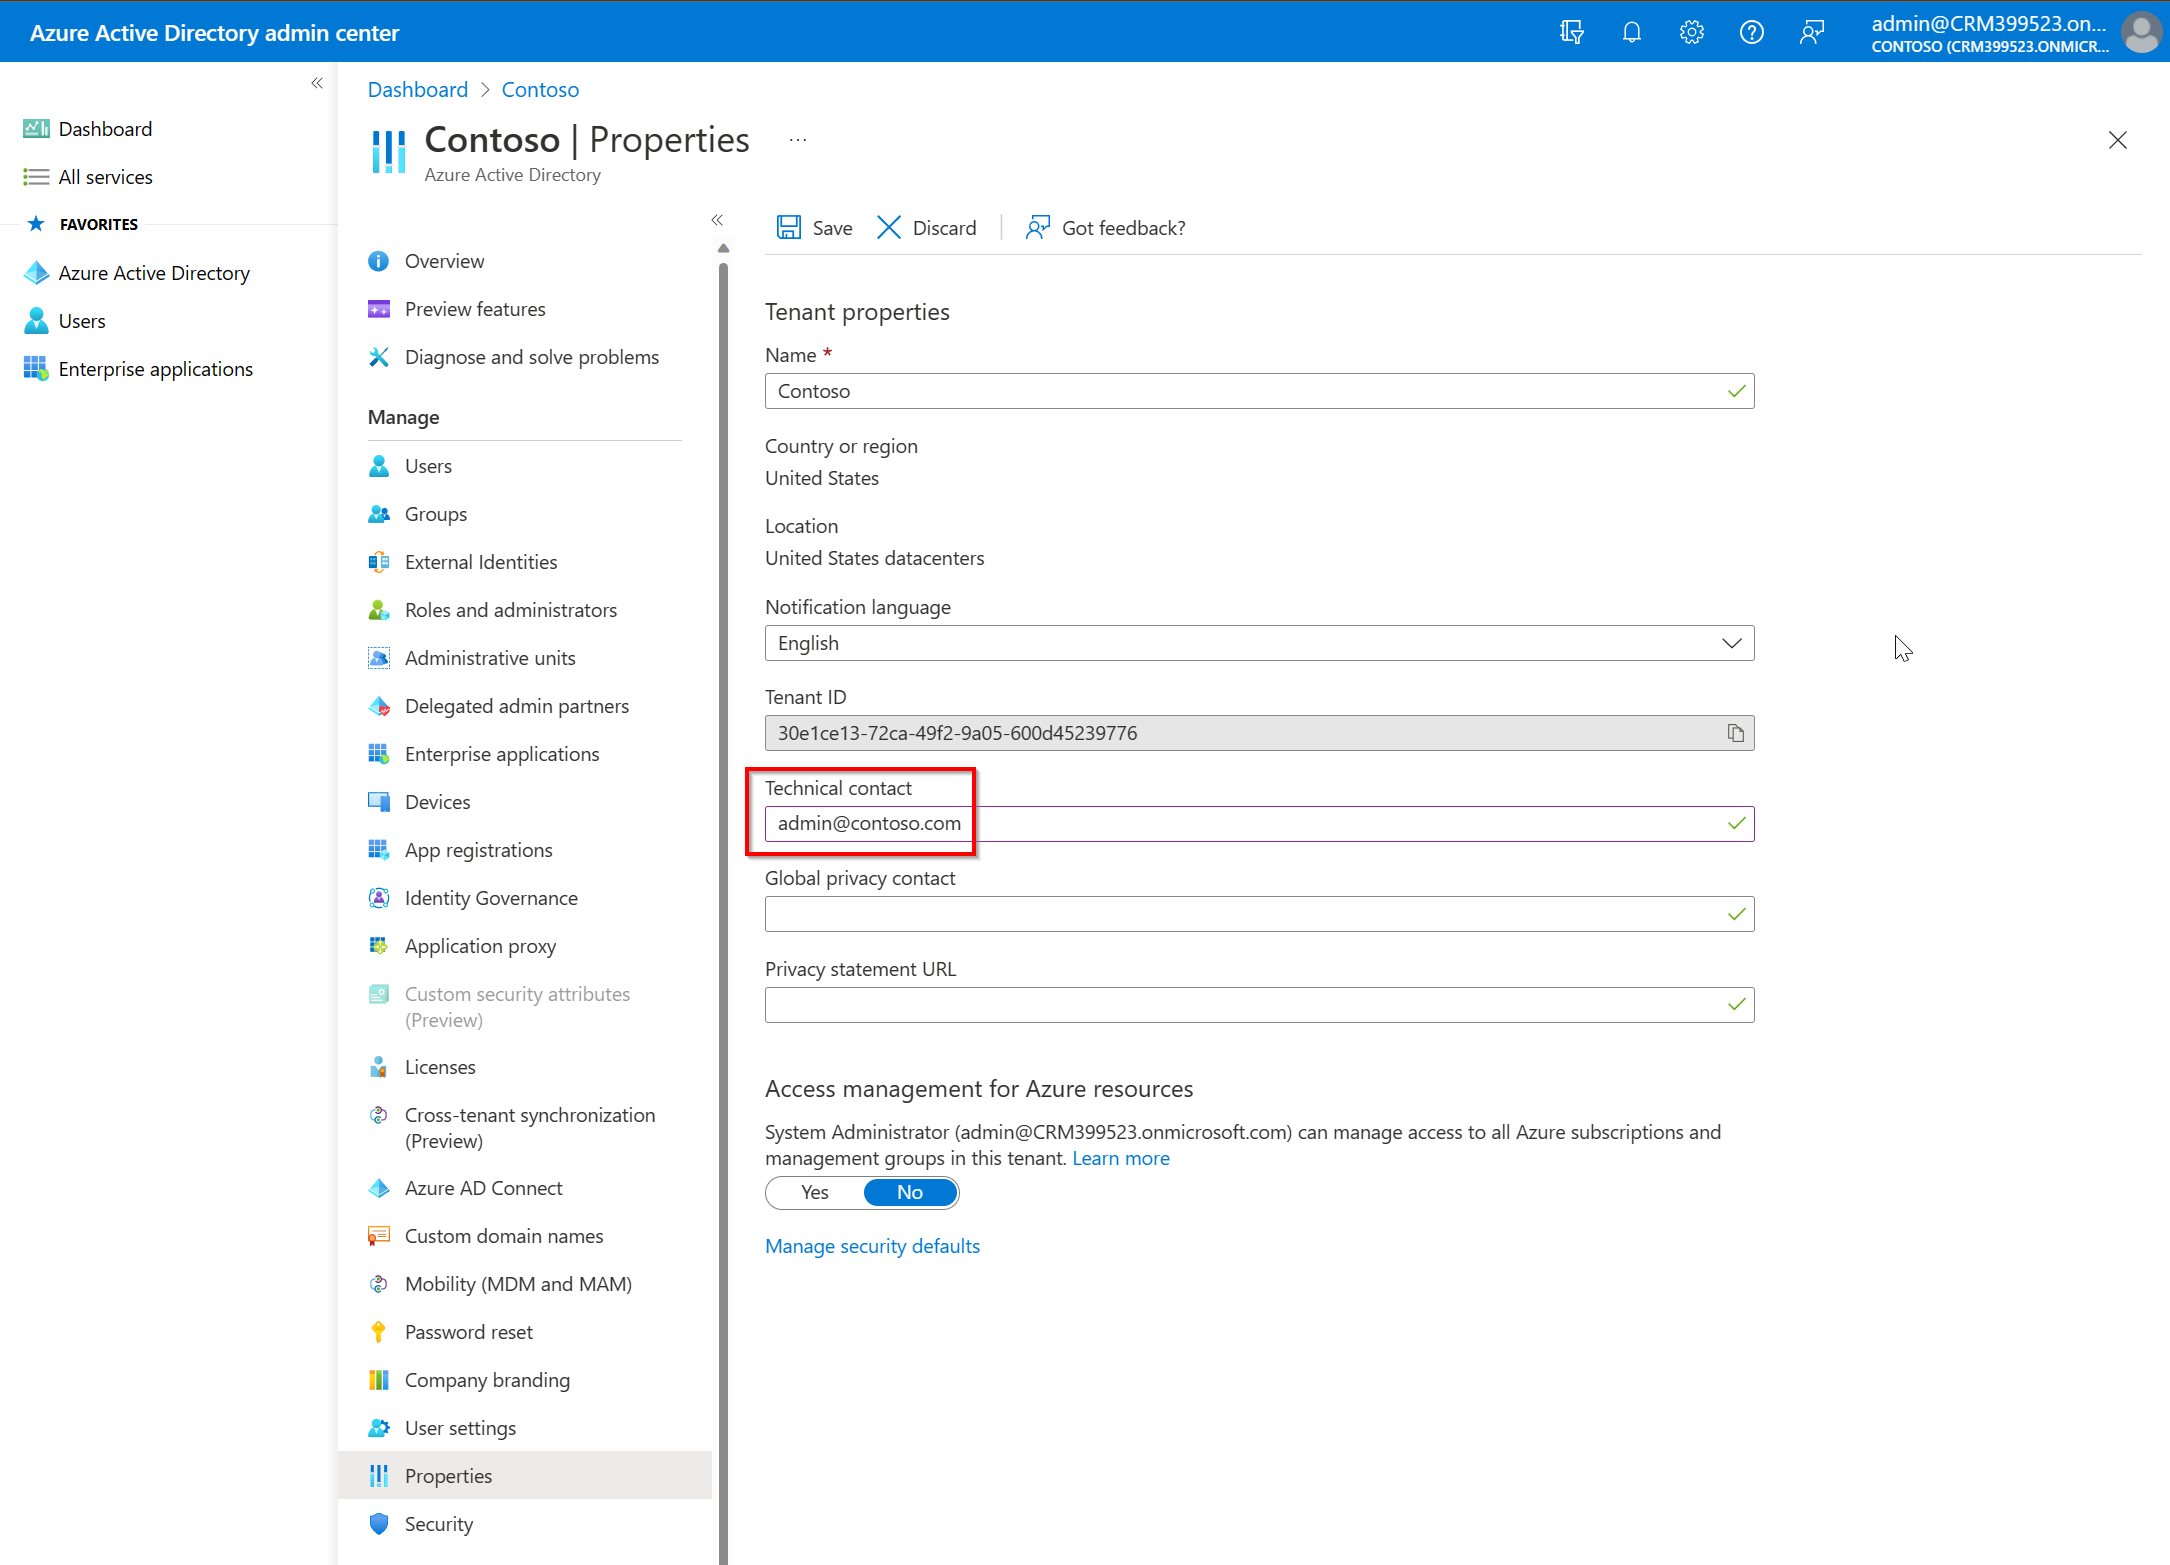 Azure Active Directory admin center
admin@CRM399523.on...
CONTOSO (CRM399523.ONMICR...
Dashboard
All services
FAVORITES
Azure Active Directory
Users
Enterprise applications
Dashboard > Contoso
Contoso | Properties ...
Azure Active Directory
Overview
Preview features
Diagnose and solve problems
Manage
Users
Groups
External Identities
Roles and administrators
Administrative units
Delegated admin partners
Enterprise applications
Devices
App registrations
Identity Governance
Application proxy
Custom security attributes
(Preview)
Licenses
Cross-tenant synchronization
(Preview)
Azure AD Connect
Custom domain names
Mobility (MDM and MAM)
Password reset
Company branding
User settings
Properties
Security
Save Discard Got feedback?
Tenant properties
Name *
Contoso
Country or region
United States
Location
United States datacenters
Notification language
English
Tenant ID
30e1ce13-72ca-49f2-9a05-600d45239776
Technical contact
admin@contoso.com
Global privacy contact
Privacy statement URL
Access management for Azure resources
System Administrator (admin@CRM399523.onmicrosoft.com) can manage access to all Azure subscriptions and
management groups in this tenant. Learn more
Yes No
Manage security defaults